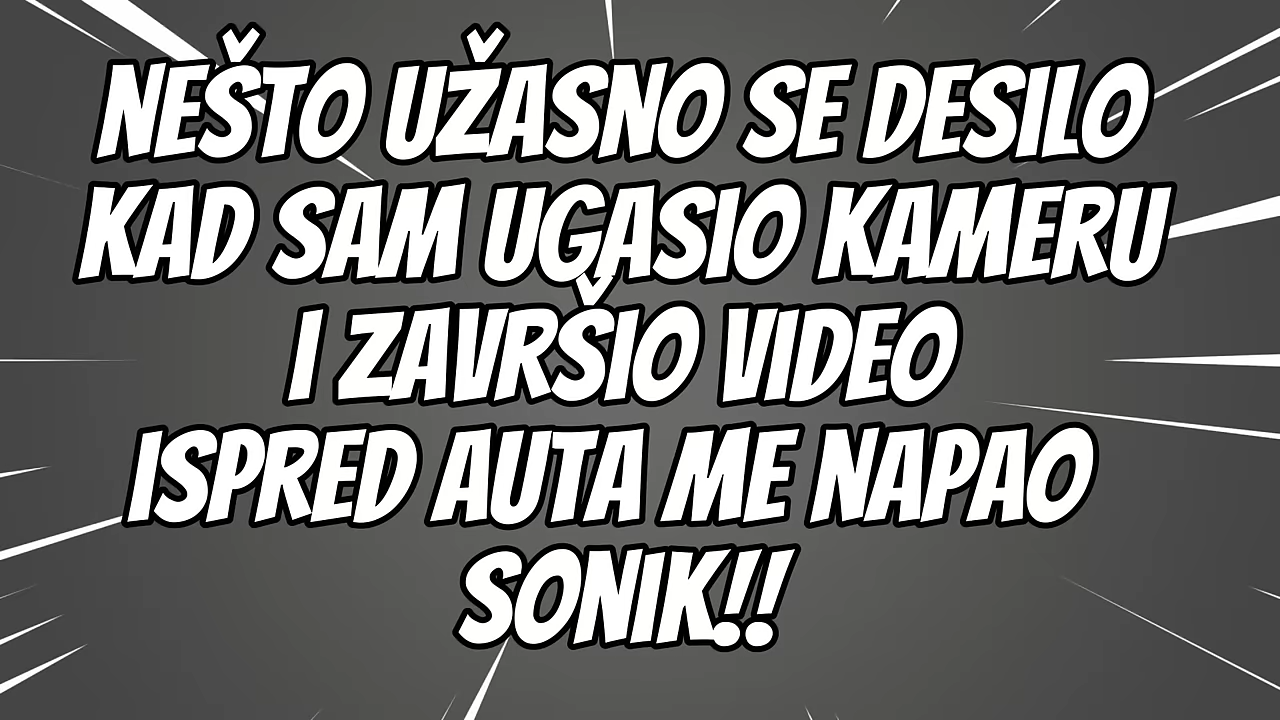 NEŠTO UŽASNO SE DESILO
KAD SAM UGASIO KAMERU
I ZAVRŠIO VIDEO
ISPRED AUTA ME NAPAO
SONIK!!